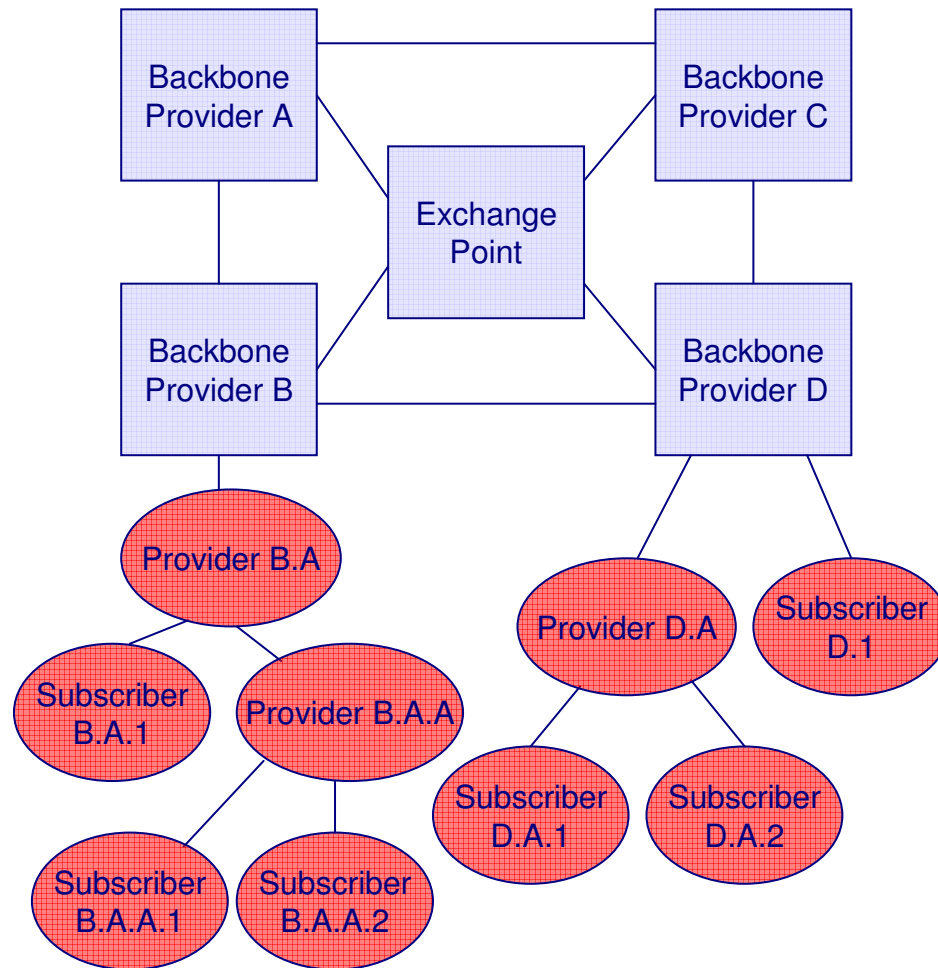 Backbone
Provider A
Backbone
Provider C
Exchange
Point
Backbone
Provider B
Backbone
Provider D
Provider B.A
Provider D.A
Subscriber
D.1
Subscriber
B.A.1
Provider B.A.A
Subscriber
D.A.1
Subscriber
D.A.2
Subscriber
B.A.A.1
Subscriber
B.A.A.2